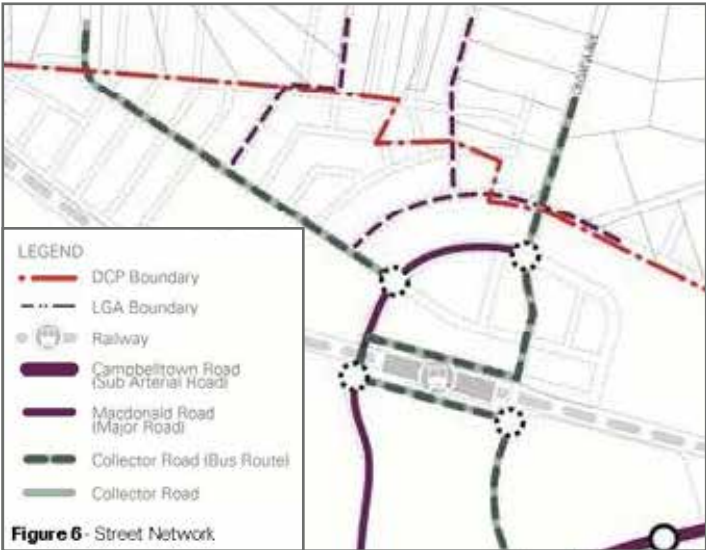 LEGEND
DCP Boundary
LGA Boundary
Railway
Campbelltown Road
(Sub Arterial Road)
Macdonald Road
(Major Road)
Collector Road (Bus Route)
Collector Road
Figure 6 - Street Network